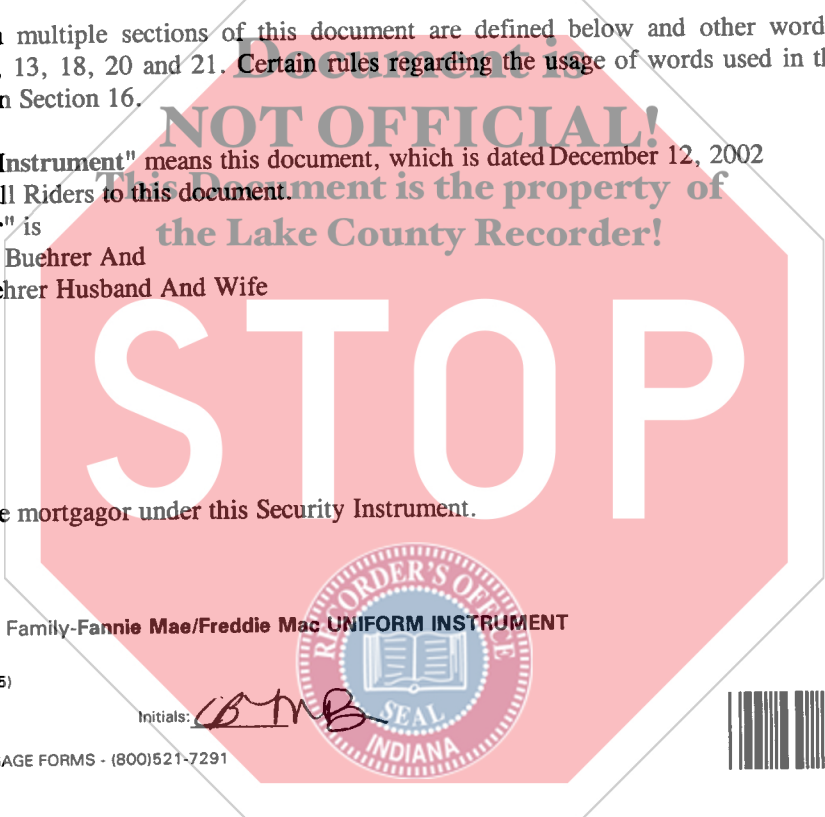 multiple sections of this document are defined below and other word
, 13, 18, 20 and 21. Certain rules regarding the usage of words used in th
n Section 16.
Document is
NOT OFFICIAL!
Instrument" means this document, which is dated December 12, 2002
ll Riders to this document.
This Document is the property of
the Lake County Recorder!
" is
Buehrer And
ehrer Husband And Wife
STOP
e mortgagor under this Security Instrument.
RECORDER'S OFFICE
SEAL
INDIANA
Family-Fannie Mae/Freddie Mac UNIFORM INSTRUMENT
5)
Initials:
AGE FORMS - (800)521-7291